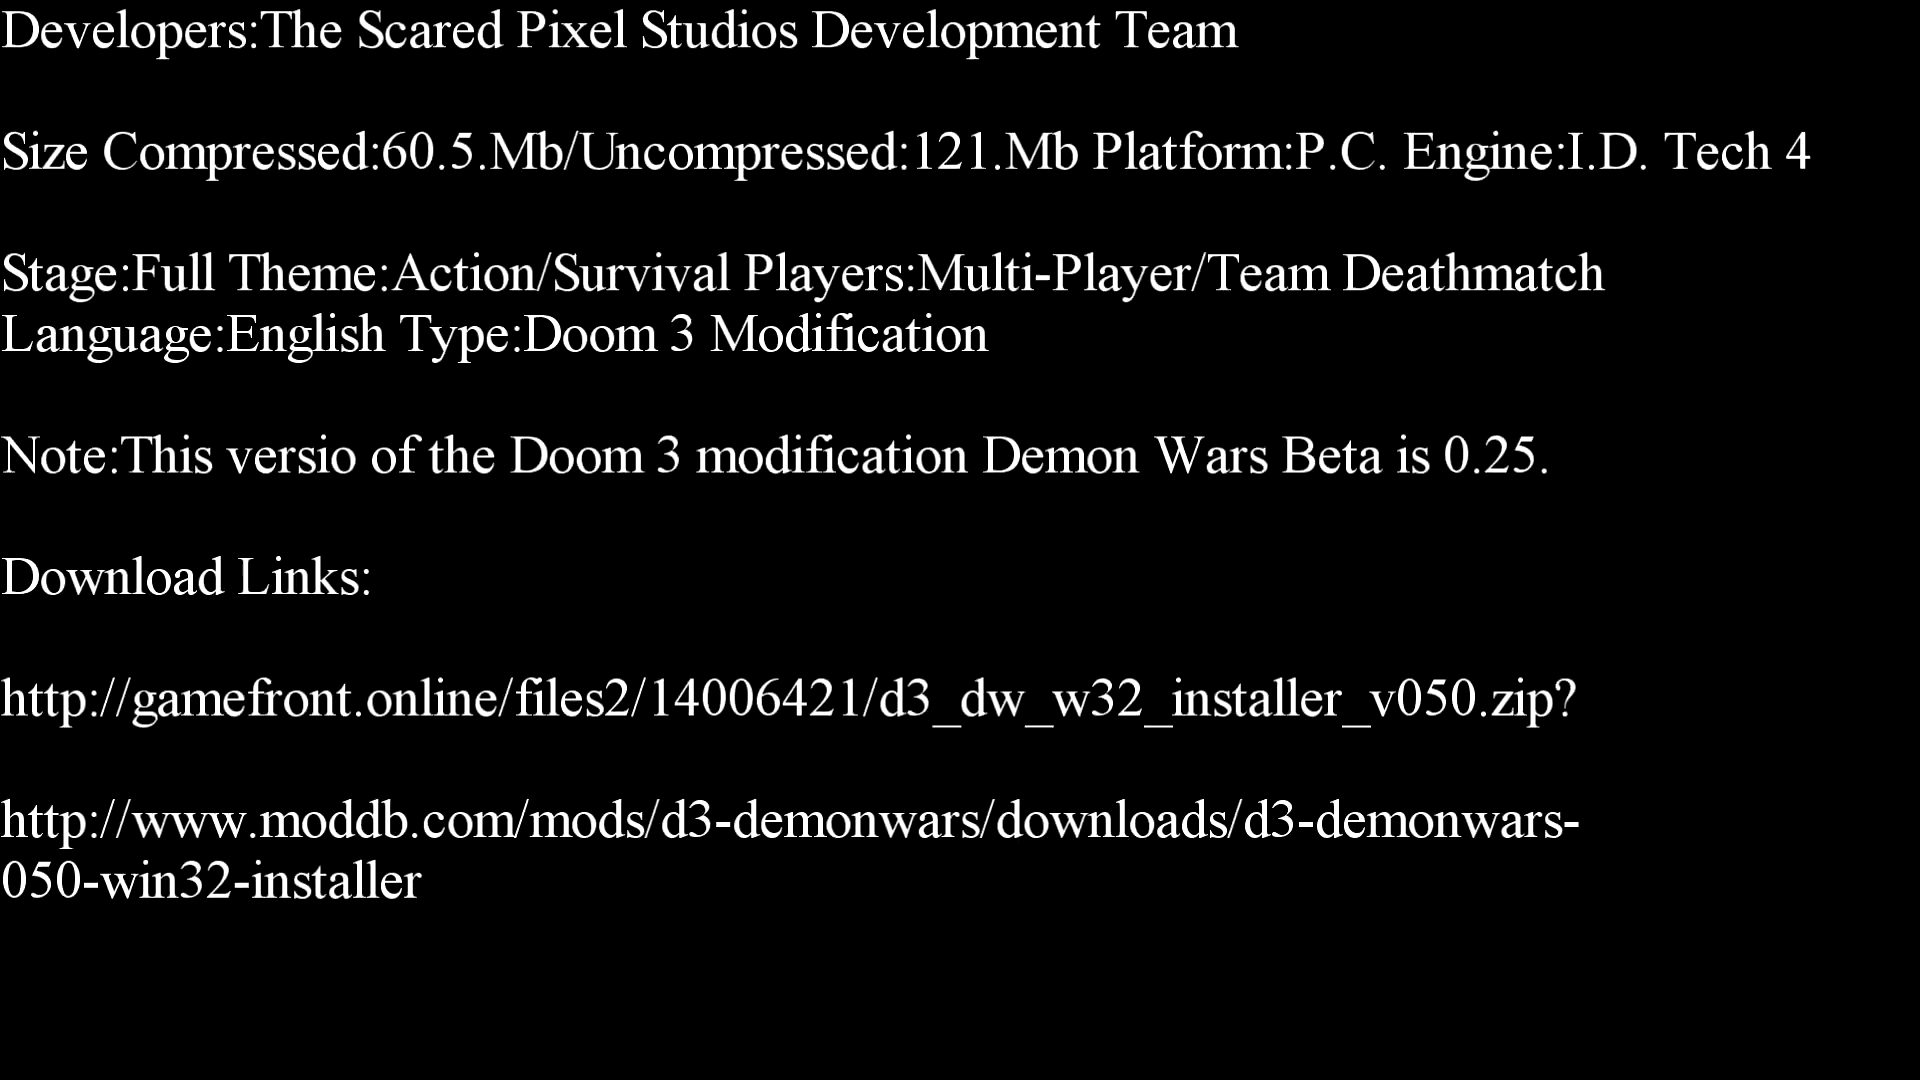 Developers:The Scared Pixel Studios Development Team
Size Compressed:60.5.Mb/Uncompressed:121.Mb Platform:P.C. Engine:I.D. Tech 4
Stage:Full Theme:Action/Survival Players:Multi-Player/Team Deathmatch
Language:English Type:Doom 3 Modification
Note:This versio of the Doom 3 modification Demon Wars Beta is 0.25.
Download Links:
http://gamefront.online/files2/14006421/d3_dw_w32_installer_v050.zip?
http://www.moddb.com/mods/d3-demonwars/downloads/d3-demonwars-
050-win32-installer